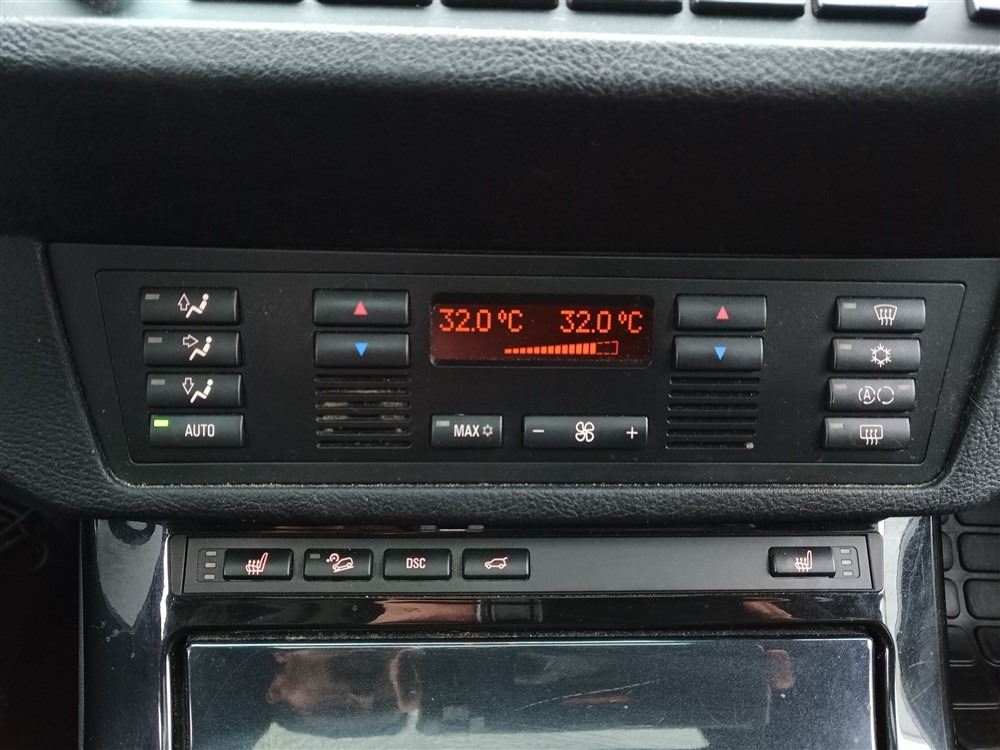 32.0 °C 32.0 °C
AUTO
MAX
− +
A
DSC